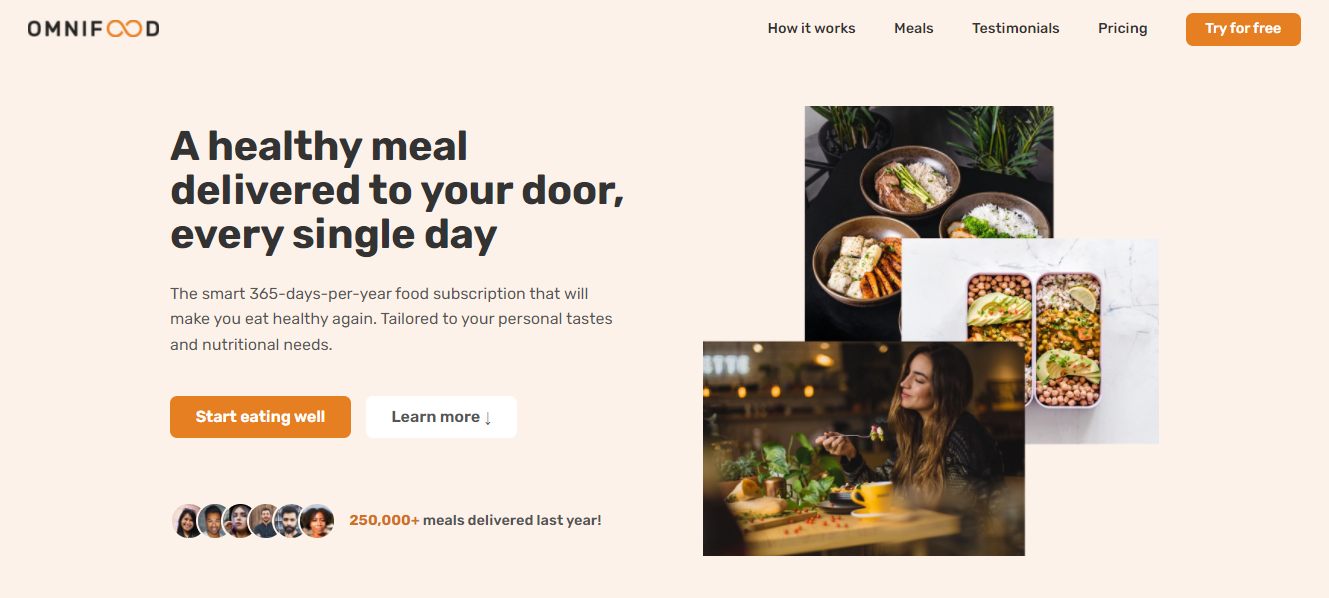 OMNIFOOD
How it works
Meals
Testimonials
Pricing
Try for free
A healthy meal
delivered to your door,
every single day
The smart 365-days-per-year food subscription that will
make you eat healthy again. Tailored to your personal tastes
and nutritional needs.
Start eating well
Learn more ↓
250,000+ meals delivered last year!